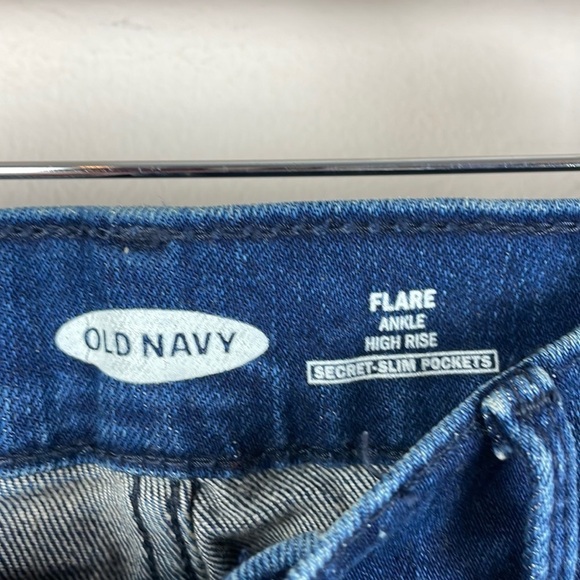 OLD NAVY
FLARE
ANKLE
HIGH RISE
SECRET-SLIM POCKETS